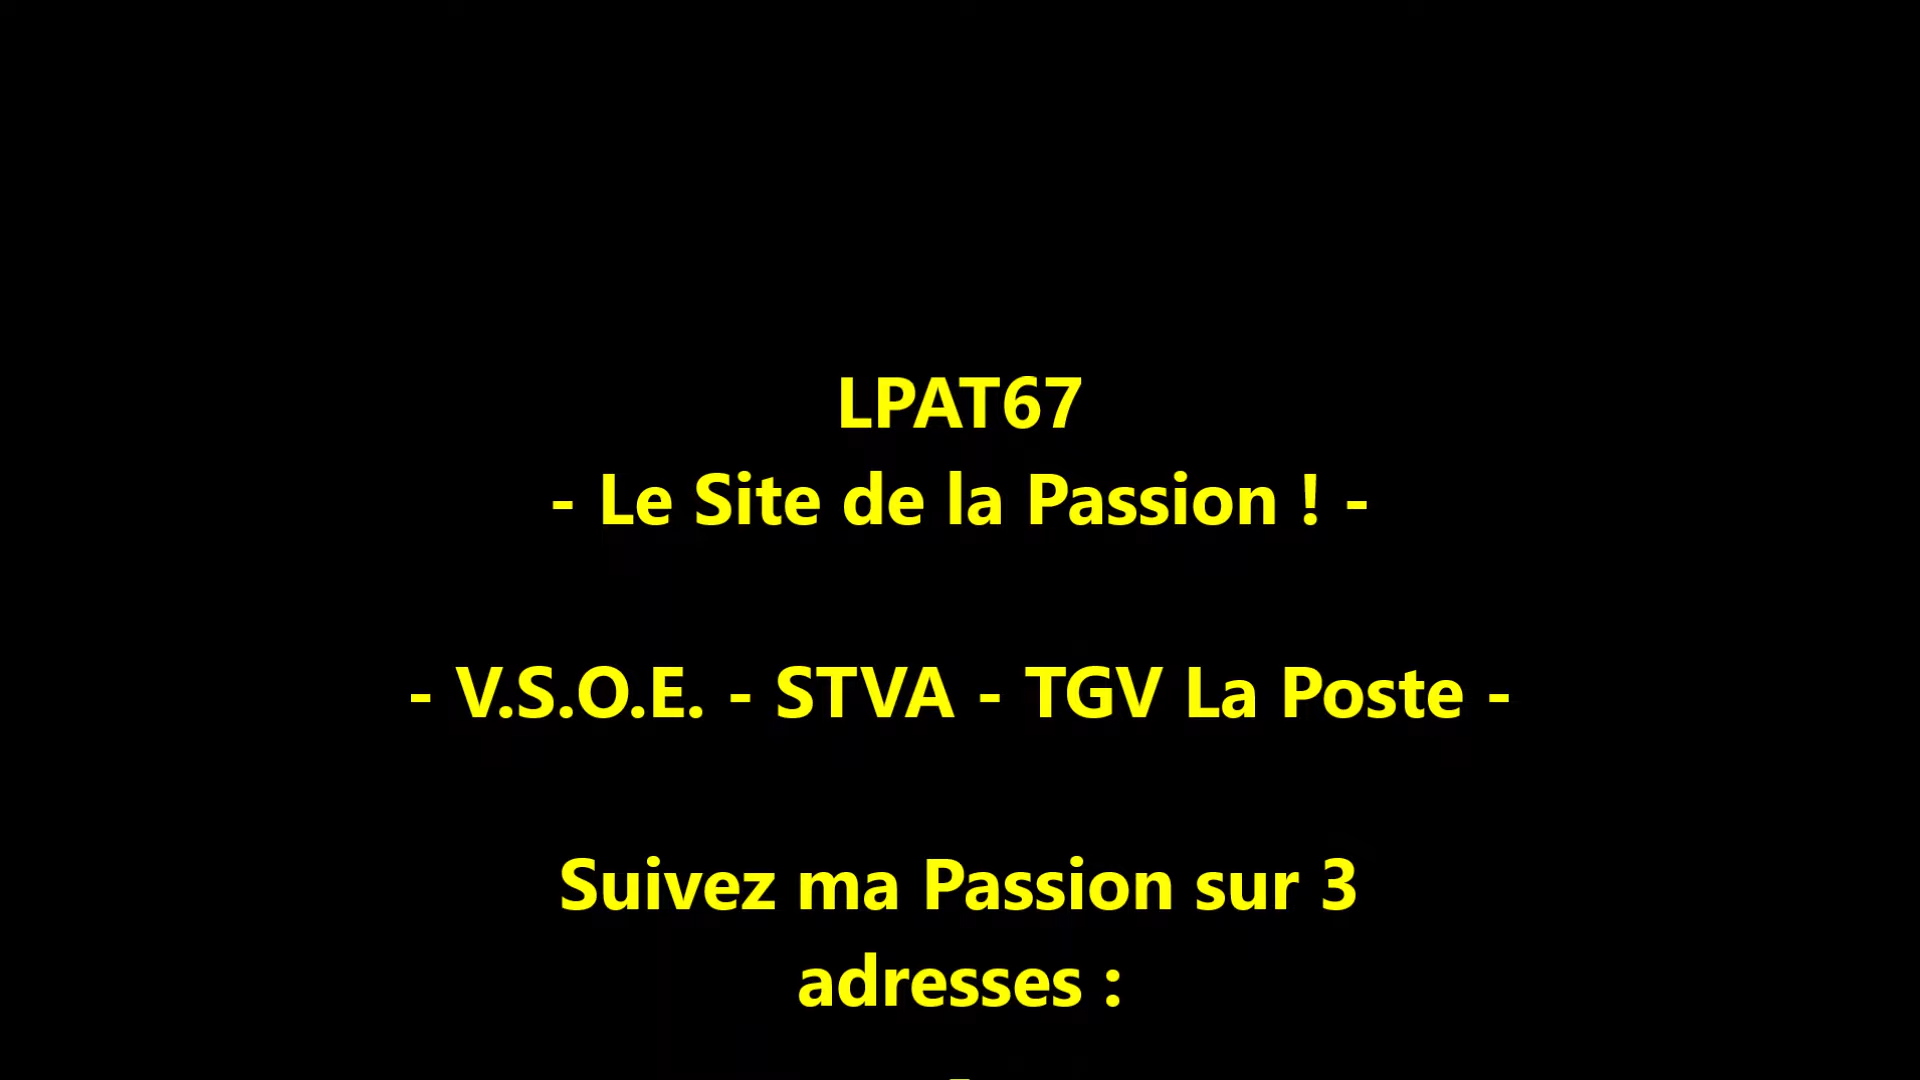 LPAT67
- Le Site de la Passion ! -
- V.S.O.E. - STVA - TGV La Poste -
Suivez ma Passion sur 3
adresses :